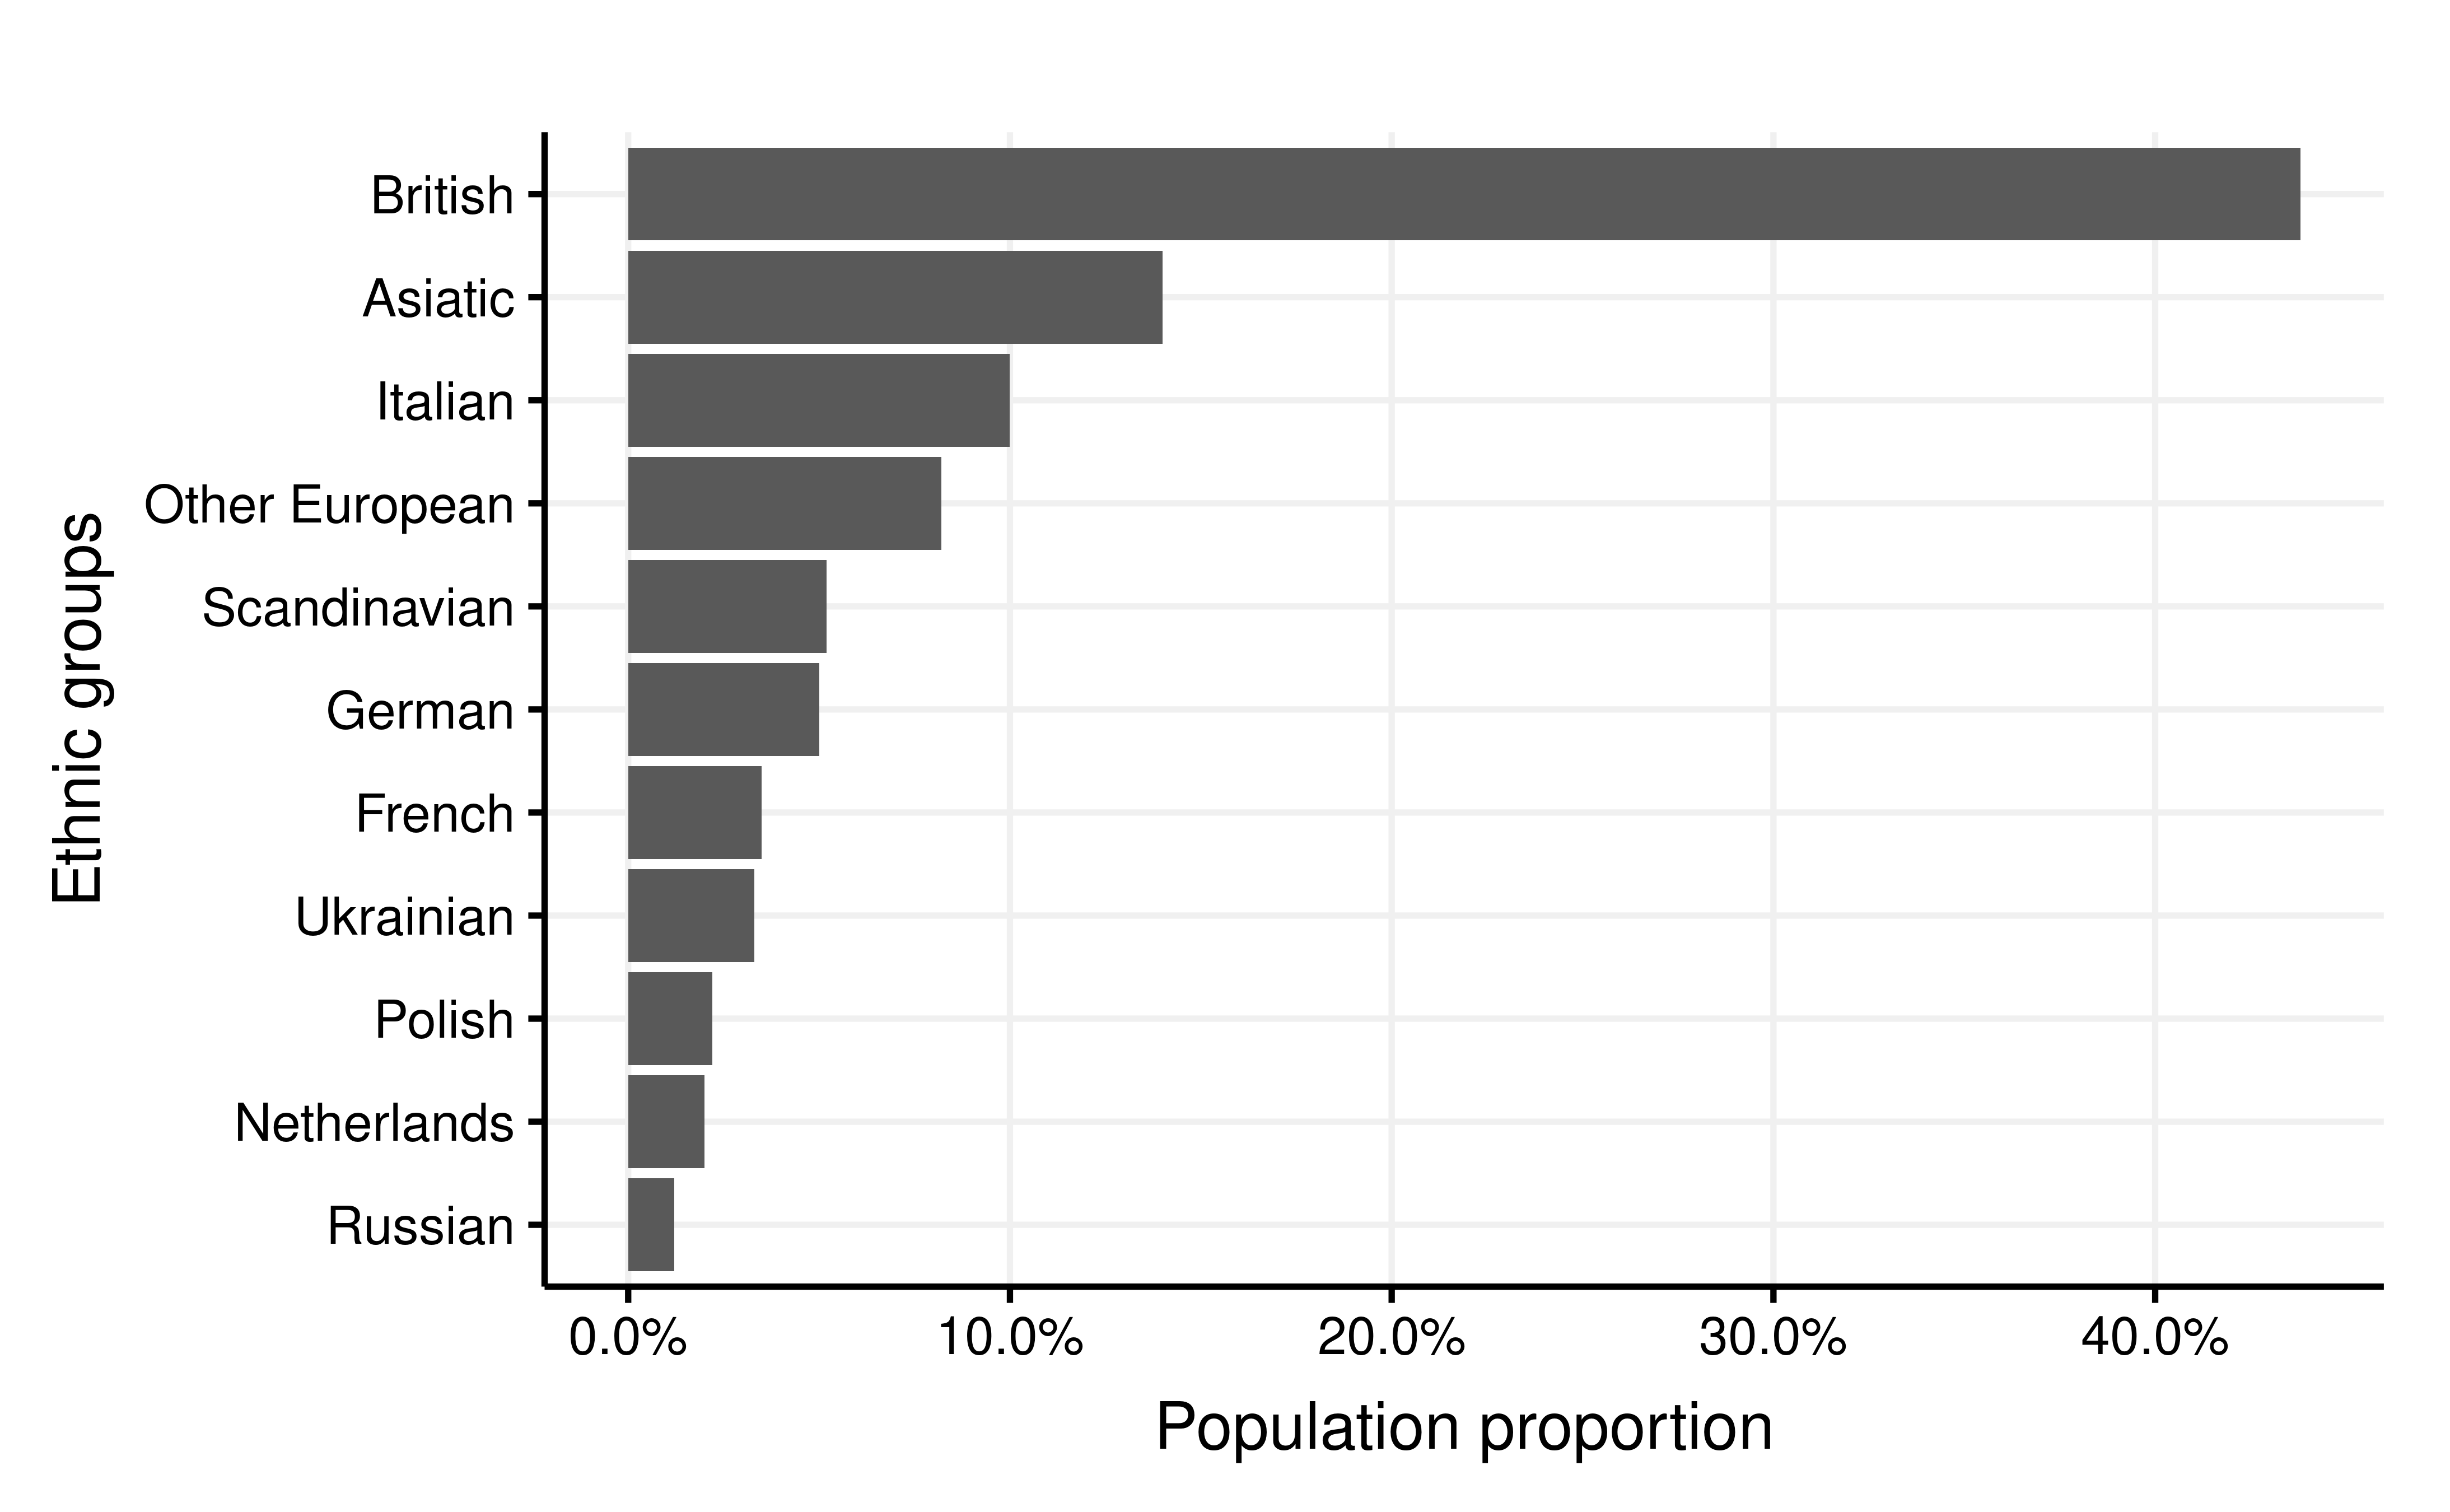 British
Asiatic
Italian
Other European
Scandinavian
German
French
Ukrainian
Polish
Netherlands
Russian
Ethnic groups
0.0% 10.0% 20.0% 30.0% 40.0%
Population proportion